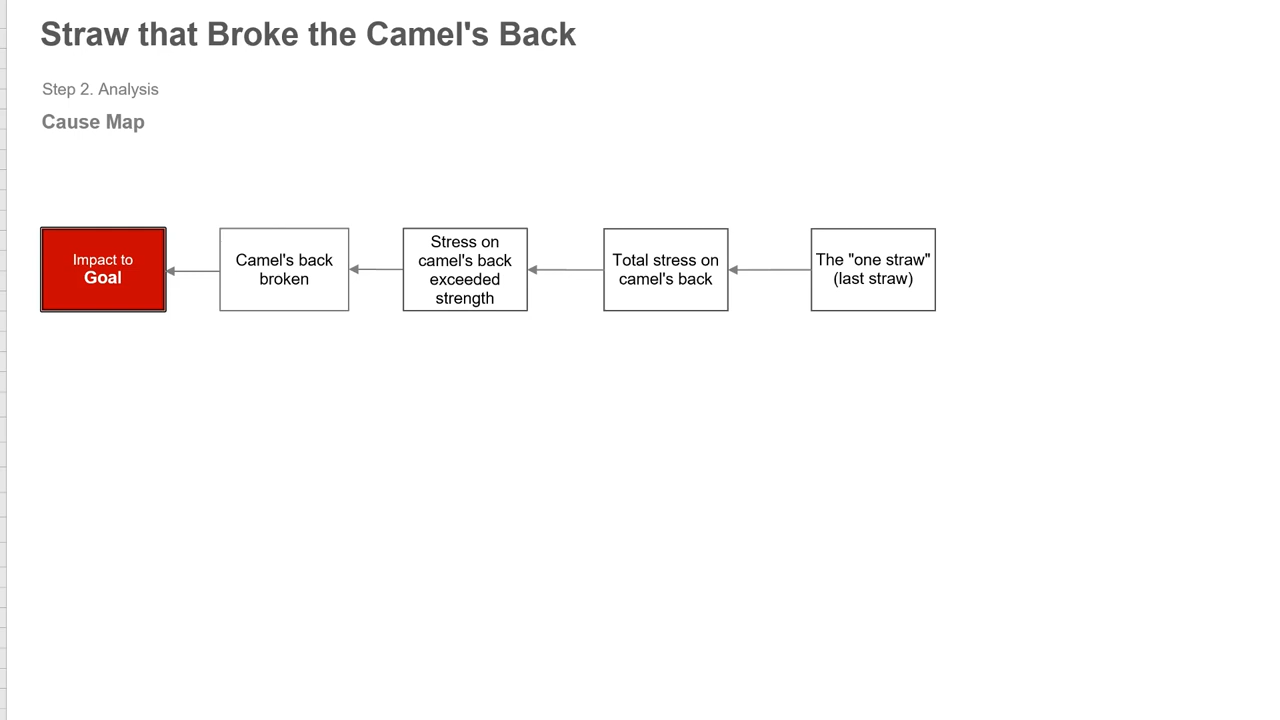 Straw that Broke the Camel's Back
Step 2. Analysis
Cause Map
Impact to
Goal
Camel's back
broken
Stress on
camel's back
exceeded
strength
Total stress on
camel's back
The "one straw"
(last straw)